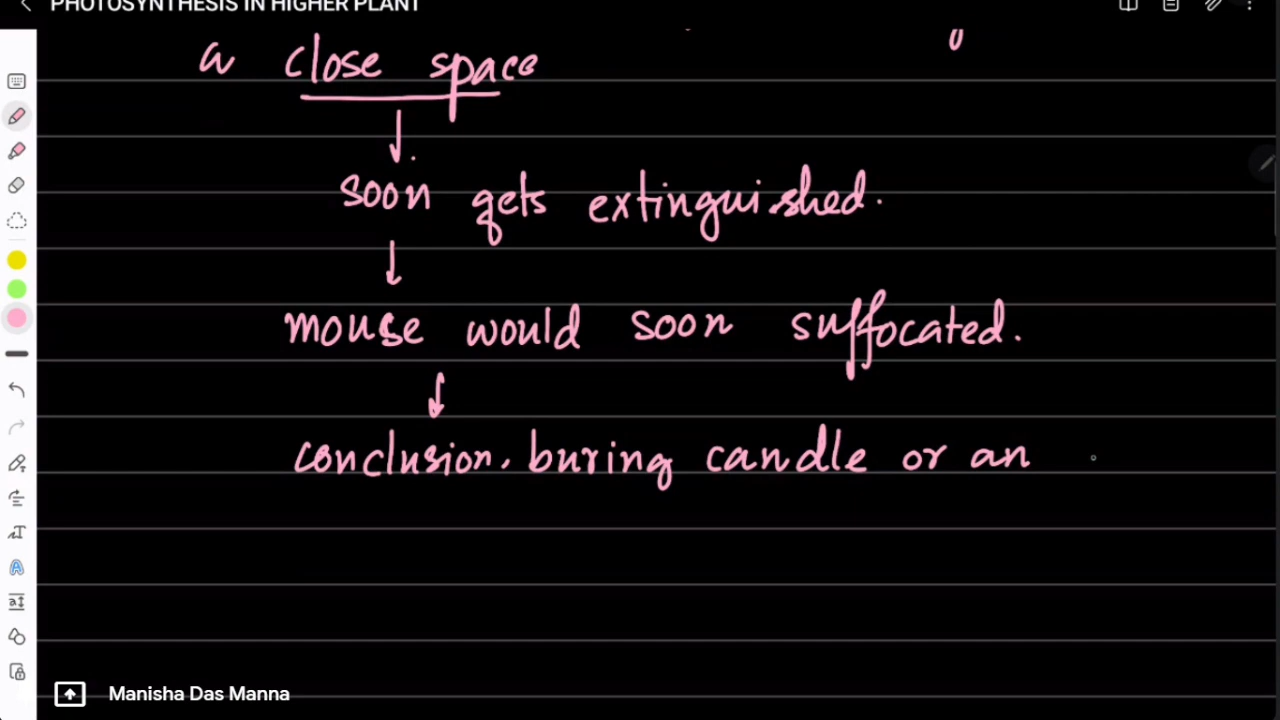 PHOTOSYNTHESIS IN HIGHER PLANT
a close space
soon gets extinguished.
mouse would soon suffocated.
conclusion. buring candle or an
Manisha Das Manna